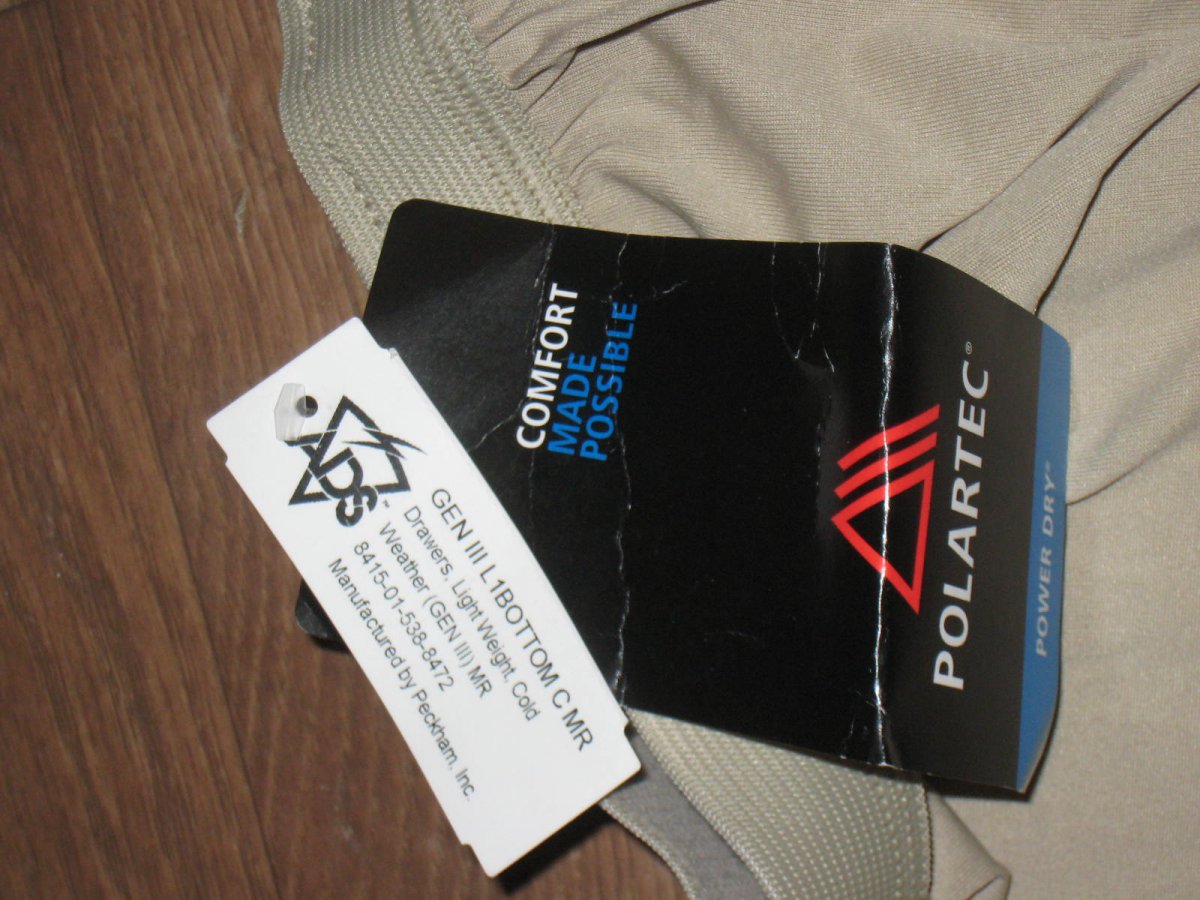 COMFORT
MADE
POSSIBLE
POLARTEC®
POWER DRY®
ADS™
GEN III L1BOTTOM C MR
Drawers, Light Weight, Cold
Weather (GEN III) MR
8415-01-538-8472
Manufactured by Peckham, Inc.